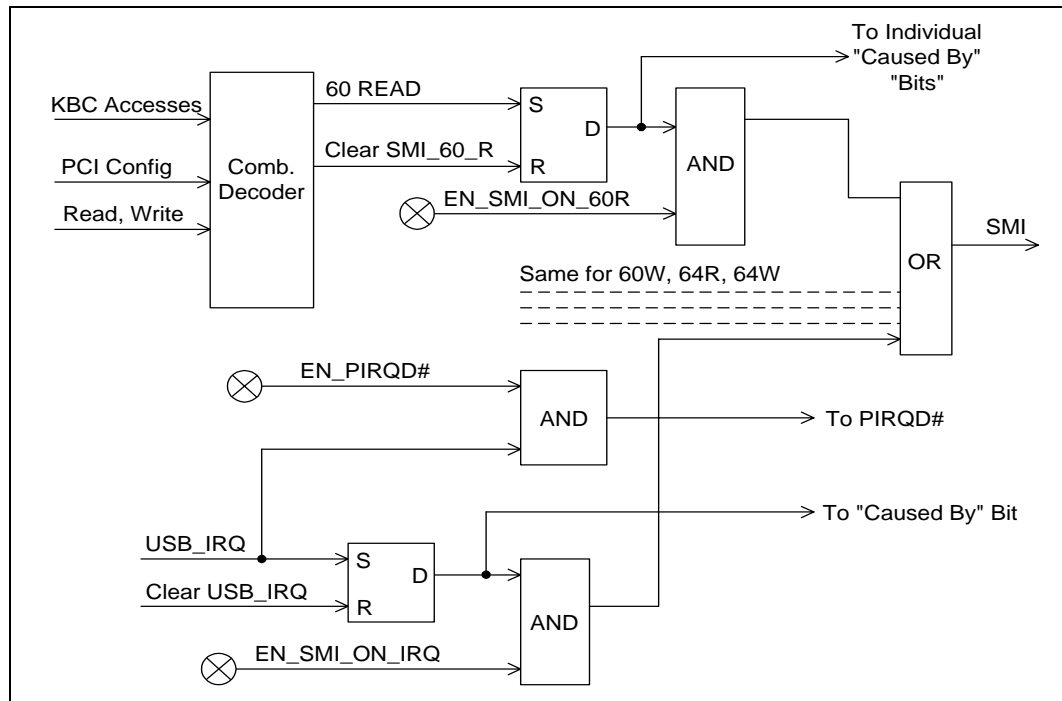 To Individual
"Caused By"
"Bits"
KBC Accesses
PCI Config
Read, Write
Comb.
Decoder
60 READ
Clear SMI_60_R
S
D
R
EN_SMI_ON_60R
AND
OR
SMI
Same for 60W, 64R, 64W
EN_PIRQD#
AND
To PIRQD#
To "Caused By" Bit
USB_IRQ
S
D
Clear USB_IRQ
R
AND
EN_SMI_ON_IRQ